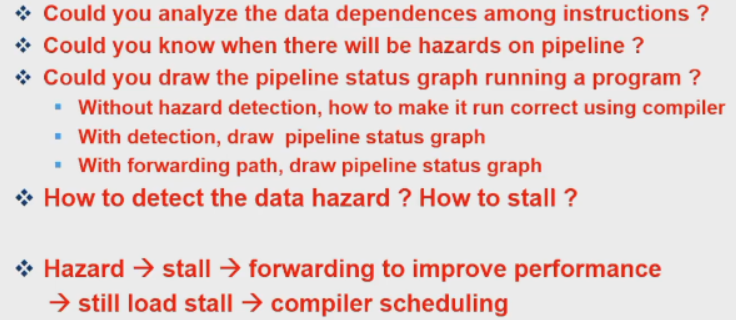 ❖ Could you analyze the data dependences among instructions ?
❖ Could you know when there will be hazards on pipeline ?
❖ Could you draw the pipeline status graph running a program ?
▪ Without hazard detection, how to make it run correct using compiler
▪ With detection, draw pipeline status graph
▪ With forwarding path, draw pipeline status graph
❖ How to detect the data hazard ? How to stall ?
❖ Hazard → stall → forwarding to improve performance
→ still load stall → compiler scheduling